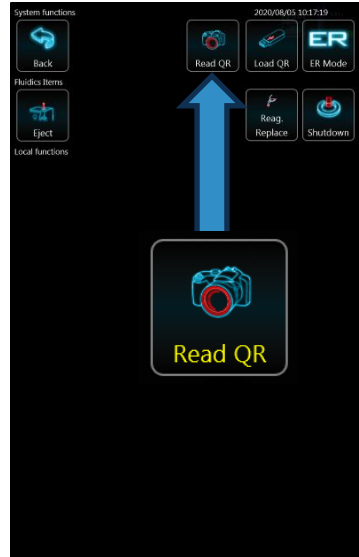 System functions
2020/08/05 10:17:19
Back
Read QR
Load QR
ER
ER Mode
Fluidics Items
Eject
Reag.
Replace
Shutdown
Local functions
Read QR